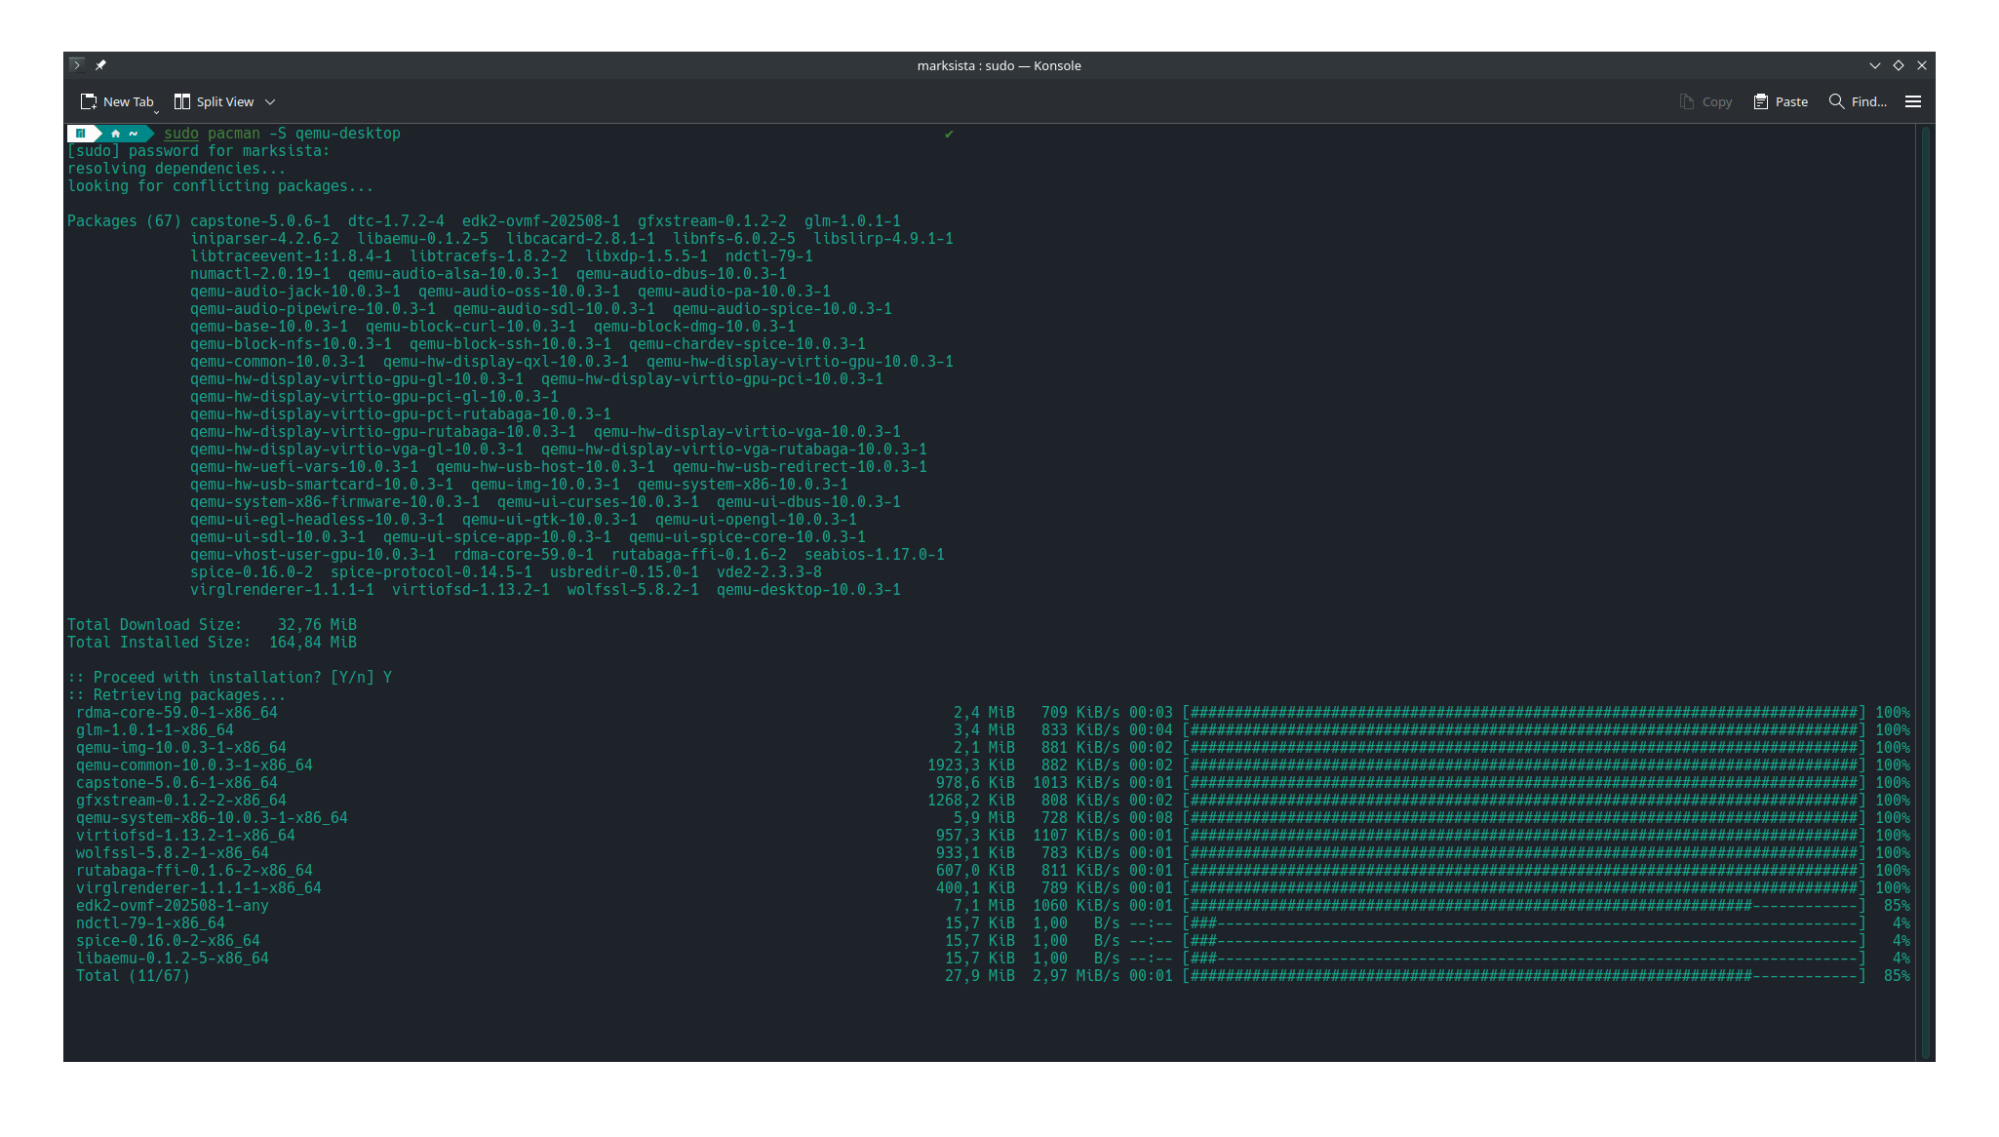 marksista : sudo — Konsole
New Tab Split View Copy Paste Find...
~ sudo pacman -S qemu-desktop ✔
[sudo] password for marksista:
resolving dependencies...
looking for conflicting packages...
Packages (67) capstone-5.0.6-1 dtc-1.7.2-4 edk2-ovmf-202508-1 gfxstream-0.1.2-2 glm-1.0.1-1
iniparser-4.2.6-2 libaemu-0.1.2-5 libcacard-2.8.1-1 libnfs-6.0.2-5 libslirp-4.9.1-1
libtraceevent-1:1.8.4-1 libtracefs-1.8.2-2 libxdp-1.5.5-1 ndctl-79-1
numactl-2.0.19-1 qemu-audio-alsa-10.0.3-1 qemu-audio-dbus-10.0.3-1
qemu-audio-jack-10.0.3-1 qemu-audio-oss-10.0.3-1 qemu-audio-pa-10.0.3-1
qemu-audio-pipewire-10.0.3-1 qemu-audio-sdl-10.0.3-1 qemu-audio-spice-10.0.3-1
qemu-base-10.0.3-1 qemu-block-curl-10.0.3-1 qemu-block-dmg-10.0.3-1
qemu-block-nfs-10.0.3-1 qemu-block-ssh-10.0.3-1 qemu-chardev-spice-10.0.3-1
qemu-common-10.0.3-1 qemu-hw-display-qxl-10.0.3-1 qemu-hw-display-virtio-gpu-10.0.3-1
qemu-hw-display-virtio-gpu-gl-10.0.3-1 qemu-hw-display-virtio-gpu-pci-10.0.3-1
qemu-hw-display-virtio-gpu-pci-gl-10.0.3-1
qemu-hw-display-virtio-gpu-pci-rutabaga-10.0.3-1
qemu-hw-display-virtio-gpu-rutabaga-10.0.3-1 qemu-hw-display-virtio-vga-10.0.3-1
qemu-hw-display-virtio-vga-gl-10.0.3-1 qemu-hw-display-virtio-vga-rutabaga-10.0.3-1
qemu-hw-uefi-vars-10.0.3-1 qemu-hw-usb-host-10.0.3-1 qemu-hw-usb-redirect-10.0.3-1
qemu-hw-usb-smartcard-10.0.3-1 qemu-img-10.0.3-1 qemu-system-x86-10.0.3-1
qemu-system-x86-firmware-10.0.3-1 qemu-ui-curses-10.0.3-1 qemu-ui-dbus-10.0.3-1
qemu-ui-egl-headless-10.0.3-1 qemu-ui-gtk-10.0.3-1 qemu-ui-opengl-10.0.3-1
qemu-ui-sdl-10.0.3-1 qemu-ui-spice-app-10.0.3-1 qemu-ui-spice-core-10.0.3-1
qemu-vhost-user-gpu-10.0.3-1 rdma-core-59.0-1 rutabaga-ffi-0.1.6-2 seabios-1.17.0-1
spice-0.16.0-2 spice-protocol-0.14.5-1 usbredir-0.15.0-1 vde2-2.3.3-8
virglrenderer-1.1.1-1 virtiofsd-1.13.2-1 wolfssl-5.8.2-1 qemu-desktop-10.0.3-1
Total Download Size: 32,76 MiB
Total Installed Size: 164,84 MiB
:: Proceed with installation? [Y/n] Y
:: Retrieving packages...
rdma-core-59.0-1-x86_64 2,4 MiB 709 KiB/s 00:03 [############################################################################] 100%
glm-1.0.1-1-x86_64 3,4 MiB 833 KiB/s 00:04 [############################################################################] 100%
qemu-img-10.0.3-1-x86_64 2,1 MiB 881 KiB/s 00:02 [############################################################################] 100%
qemu-common-10.0.3-1-x86_64 1923,3 KiB 882 KiB/s 00:02 [############################################################################] 100%
capstone-5.0.6-1-x86_64 978,6 KiB 1013 KiB/s 00:01 [############################################################################] 100%
gfxstream-0.1.2-2-x86_64 1268,2 KiB 808 KiB/s 00:02 [############################################################################] 100%
qemu-system-x86-10.0.3-1-x86_64 5,9 MiB 728 KiB/s 00:08 [############################################################################] 100%
virtiofsd-1.13.2-1-x86_64 957,3 KiB 1107 KiB/s 00:01 [############################################################################] 100%
wolfssl-5.8.2-1-x86_64 933,1 KiB 783 KiB/s 00:01 [############################################################################] 100%
rutabaga-ffi-0.1.6-2-x86_64 607,0 KiB 811 KiB/s 00:01 [############################################################################] 100%
virglrenderer-1.1.1-1-x86_64 400,1 KiB 789 KiB/s 00:01 [############################################################################] 100%
edk2-ovmf-202508-1-any 7,1 MiB 1060 KiB/s 00:01 [################################################################------------] 85%
ndctl-79-1-x86_64 15,7 KiB 1,00 B/s --:-- [###-------------------------------------------------------------------------] 4%
spice-0.16.0-2-x86_64 15,7 KiB 1,00 B/s --:-- [###-------------------------------------------------------------------------] 4%
libaemu-0.1.2-5-x86_64 15,7 KiB 1,00 B/s --:-- [###-------------------------------------------------------------------------] 4%
Total (11/67) 27,9 MiB 2,97 MiB/s 00:01 [################################################################------------] 85%